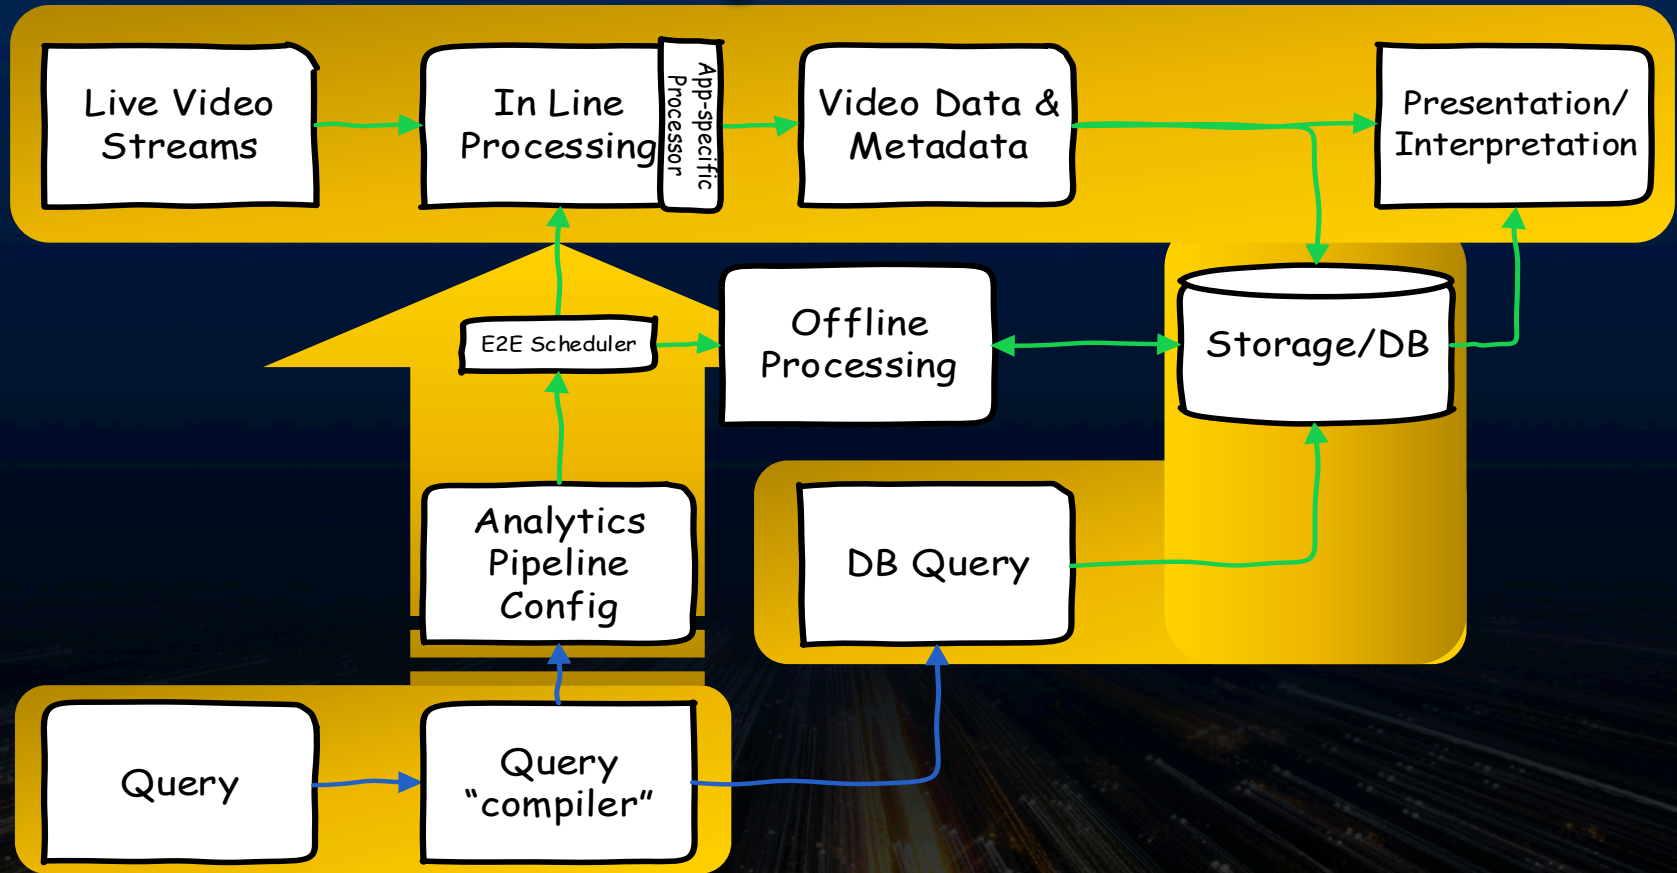 Live Video
Streams
In Line
Processing
App-specific
Processor
Video Data &
Metadata
Presentation/
Interpretation
E2E Scheduler
Offline
Processing
Storage/DB
Analytics
Pipeline
Config
DB Query
Query
Query
“compiler”